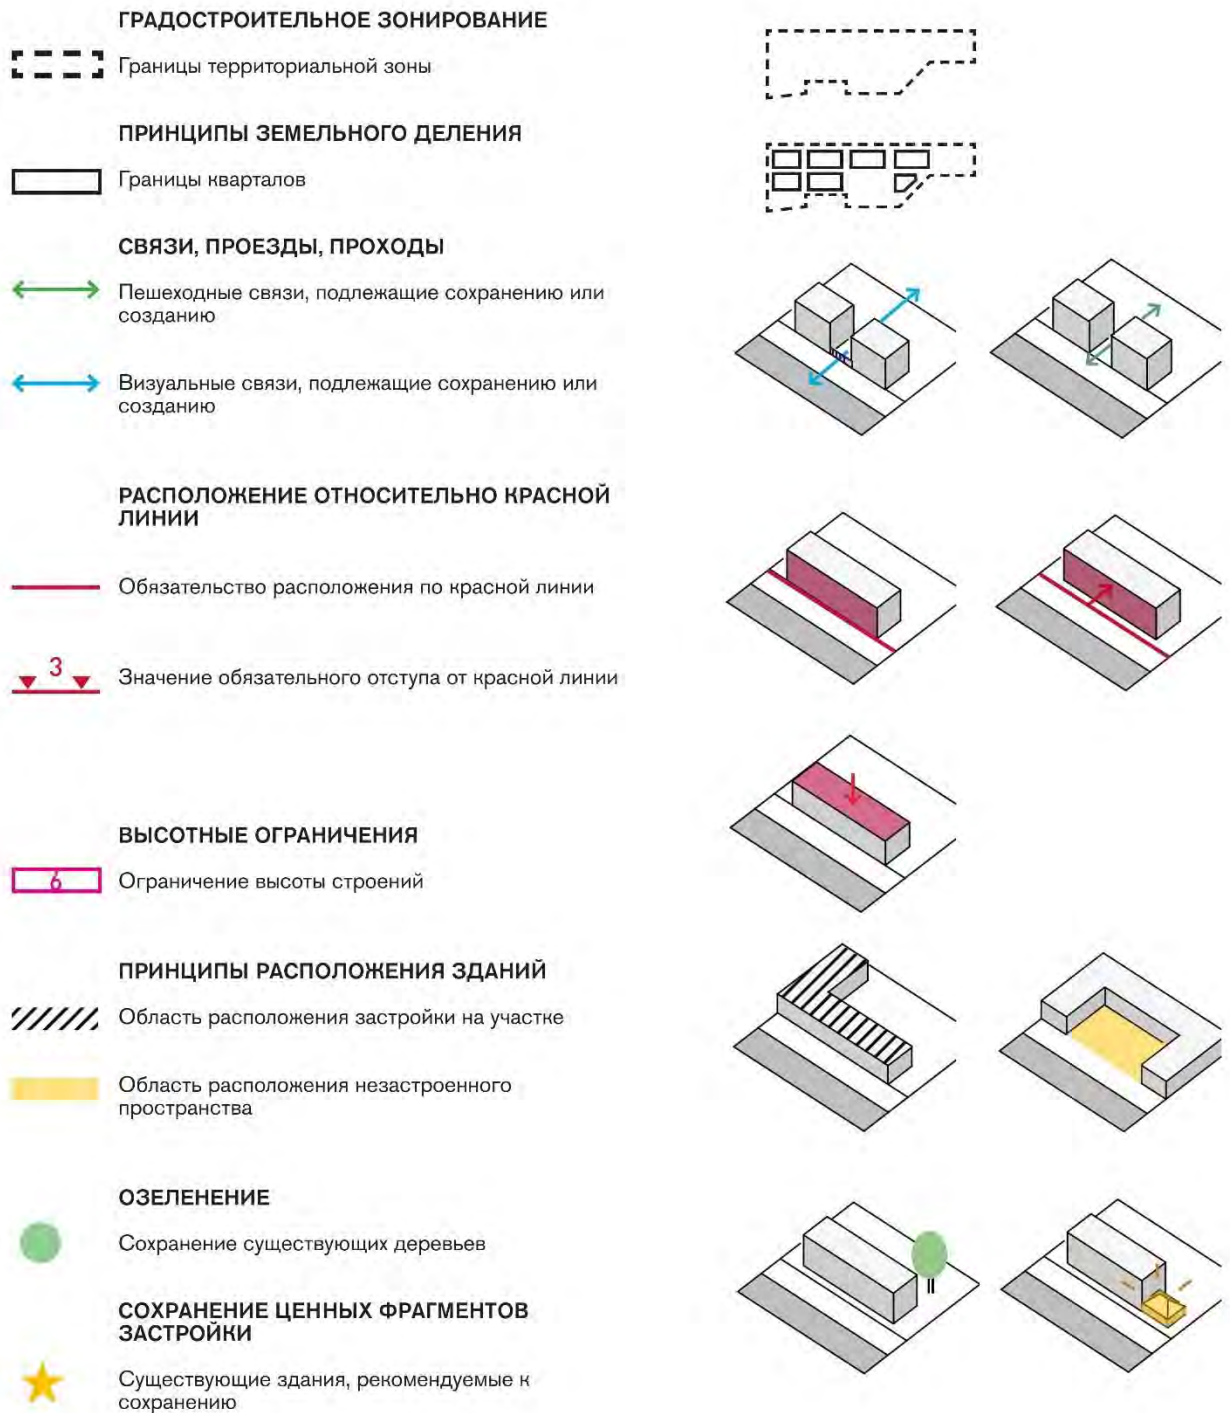 ГРАДОСТРОИТЕЛЬНОЕ ЗОНИРОВАНИЕ
Границы территориальной зоны
ПРИНЦИПЫ ЗЕМЕЛЬНОГО ДЕЛЕНИЯ
Границы кварталов
СВЯЗИ, ПРОЕЗДЫ, ПРОХОДЫ
Пешеходные связи, подлежащие сохранению или
созданию
Визуальные связи, подлежащие сохранению или
созданию
РАСПОЛОЖЕНИЕ ОТНОСИТЕЛЬНО КРАСНОЙ
ЛИНИИ
Обязательство расположения по красной линии
3
Значение обязательного отступа от красной линии
ВЫСОТНЫЕ ОГРАНИЧЕНИЯ
6
Ограничение высоты строений
ПРИНЦИПЫ РАСПОЛОЖЕНИЯ ЗДАНИЙ
Область расположения застройки на участке
Область расположения незастроенного
пространства
ОЗЕЛЕНЕНИЕ
Сохранение существующих деревьев
СОХРАНЕНИЕ ЦЕННЫХ ФРАГМЕНТОВ
ЗАСТРОЙКИ
Существующие здания, рекомендуемые к
сохранению